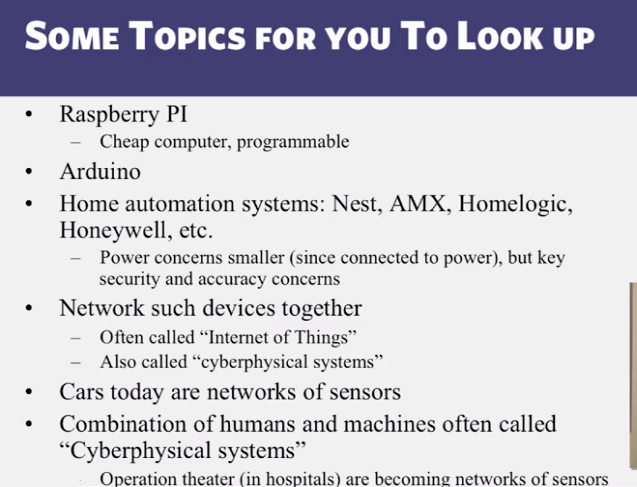 SOME TOPICS FOR YOU TO LOOK UP
• Raspberry PI
– Cheap computer, programmable
• Arduino
• Home automation systems: Nest, AMX, Homelogic,
Honeywell, etc.
– Power concerns smaller (since connected to power), but key
security and accuracy concerns
• Network such devices together
– Often called “Internet of Things”
– Also called “cyberphysical systems”
• Cars today are networks of sensors
• Combination of humans and machines often called
“Cyberphysical systems”
- Operation theater (in hospitals) are becoming networks of sensors